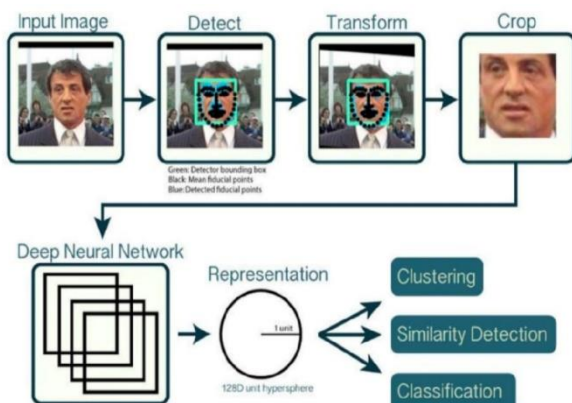 Input Image
Detect
Transform
Crop
Green: Detector bounding box
Black: Mean fiducial points
Blue: Detected fiducial points
Deep Neural Network
Representation
1 unit
128D unit hypersphere
Clustering
Similarity Detection
Classification